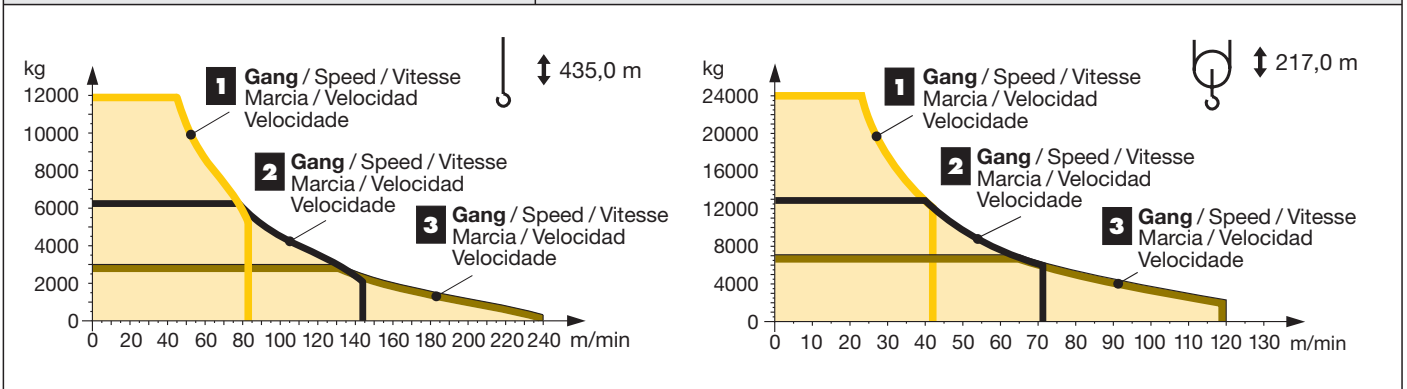 kg
12000
10000
8000
6000
4000
2000
0
0 20 40 60 80 100 120 140 160 180 200 220 240 m/min
1 Gang / Speed / Vitesse
Marcia / Velocidad
Velocidade
2 Gang / Speed / Vitesse
Marcia / Velocidad
Velocidade
3 Gang / Speed / Vitesse
Marcia / Velocidad
Velocidade
435,0 m
kg
24000
20000
16000
12000
8000
4000
0
0 10 20 30 40 50 60 70 80 90 100 110 120 130 m/min
1 Gang / Speed / Vitesse
Marcia / Velocidad
Velocidade
2 Gang / Speed / Vitesse
Marcia / Velocidad
Velocidade
3 Gang / Speed / Vitesse
Marcia / Velocidad
Velocidade
217,0 m